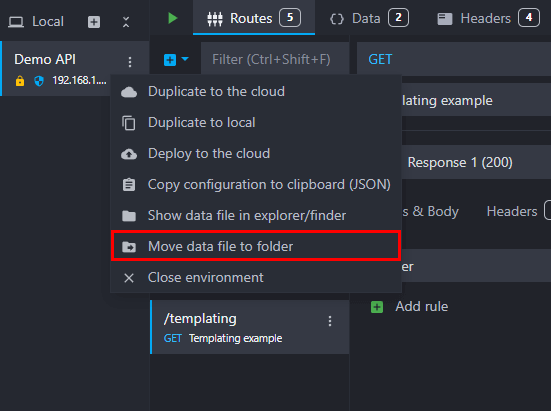 Local
Routes 5
Data 2
Headers 4
Demo API
192.168.1....
Filter (Ctrl+Shift+F)
GET
Duplicate to the cloud
Duplicate to local
Deploy to the cloud
Copy configuration to clipboard (JSON)
Show data file in explorer/finder
Move data file to folder
Close environment
lating example
Response 1 (200)
s & Body
Headers
er
Add rule
/templating
GET Templating example